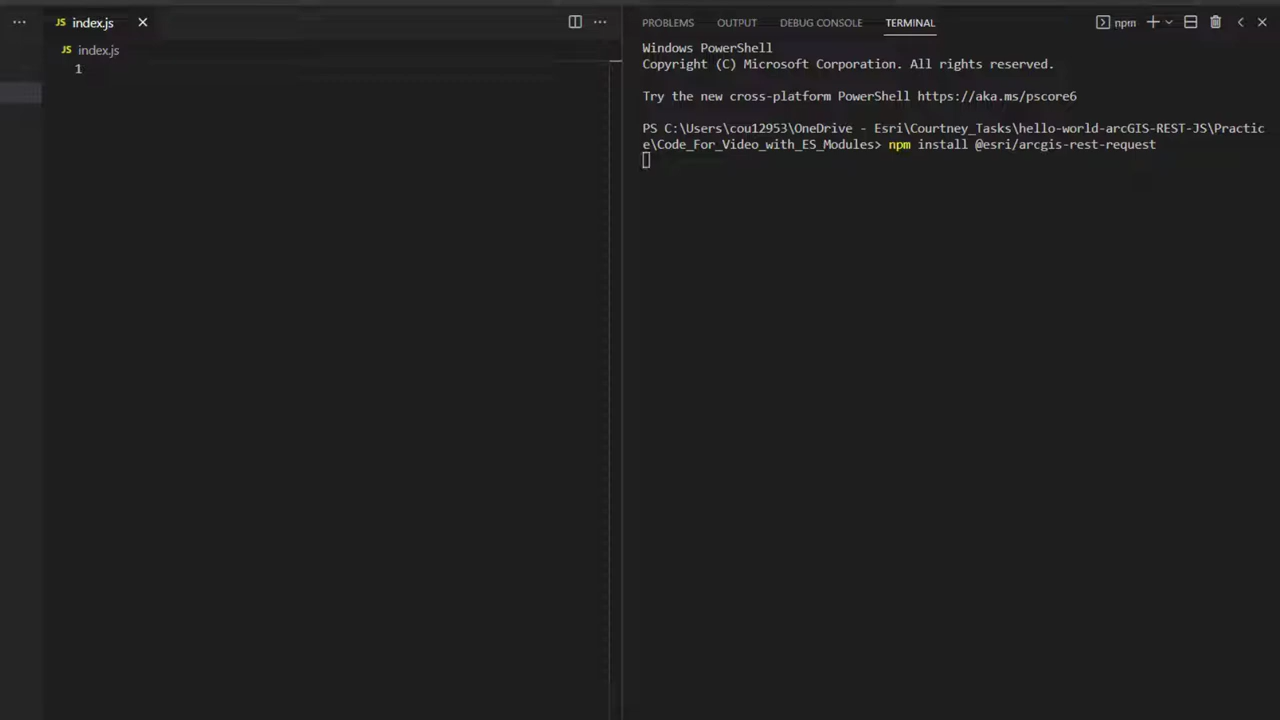 index.js
index.js
1
PROBLEMS OUTPUT DEBUG CONSOLE TERMINAL npm
Windows PowerShell
Copyright (C) Microsoft Corporation. All rights reserved.
Try the new cross-platform PowerShell https://aka.ms/pscore6
PS C:\Users\cou12953\OneDrive - Esri\Courtney_Tasks\hello-world-arcGIS-REST-JS\Practic
e\Code_For_Video_with_ES_Modules> npm install @esri/arcgis-rest-request